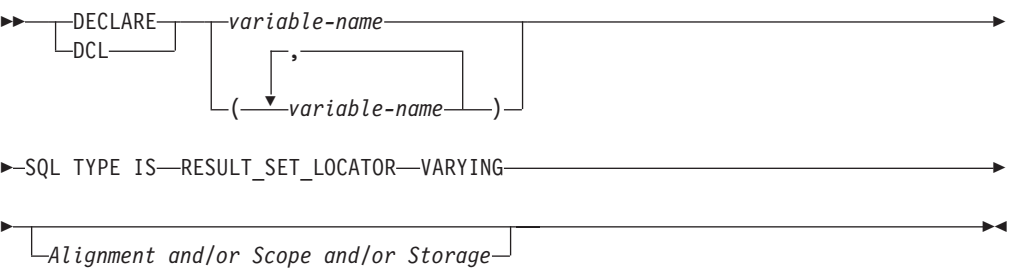 DECLARE variable-name
DCL
,
( variable-name )
SQL TYPE IS RESULT_SET_LOCATOR VARYING
Alignment and/or Scope and/or Storage